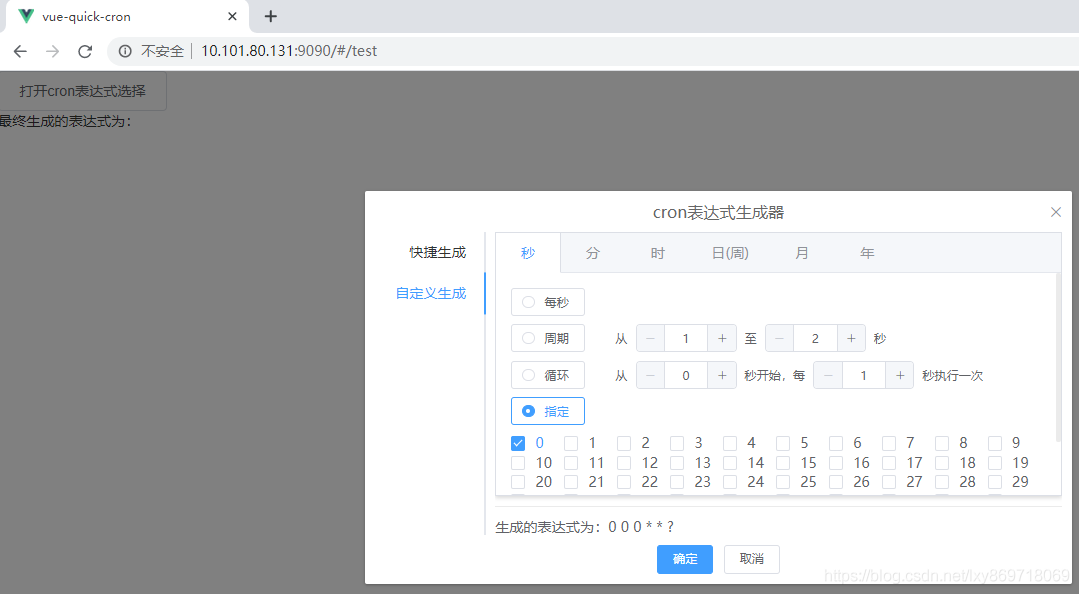 vue-quick-cron
不安全 10.101.80.131:9090/#/test
打开cron表达式选择
最终生成的表达式为：
cron表达式生成器
快捷生成
自定义生成
秒 分 时 日(周) 月 年
每秒
周期 从 1 至 2 秒
循环 从 0 秒开始，每 1 秒执行一次
指定
0 1 2 3 4 5 6 7 8 9
10 11 12 13 14 15 16 17 18 19
20 21 22 23 24 25 26 27 28 29
生成的表达式为：0 0 0 * * ?
确定 取消
https://blog.csdn.net/lxy869718069